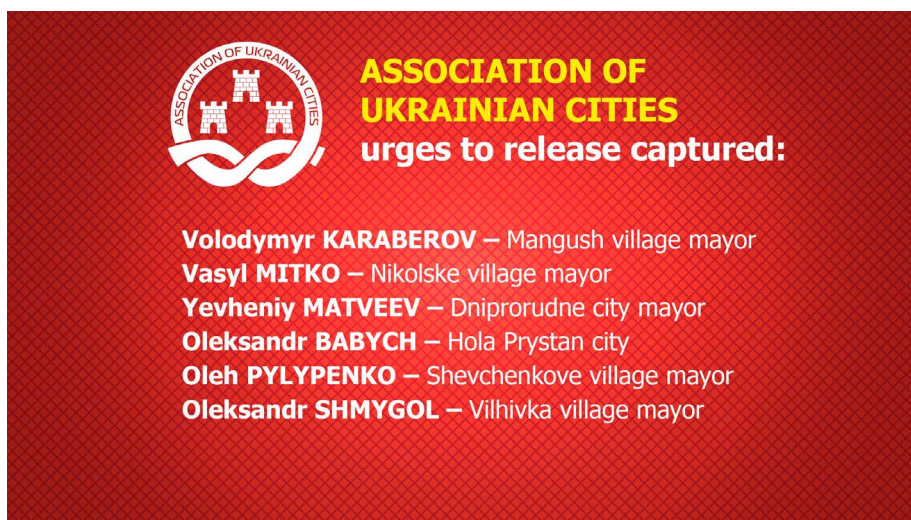 ASSOCIATION OF UKRAINIAN CITIES
ASSOCIATION OF
UKRAINIAN CITIES
urges to release captured:
Volodymyr KARABEROV – Mangush village mayor
Vasyl MITKO – Nikolske village mayor
Yevheniy MATVEEV – Dniprorudne city mayor
Oleksandr BABYCH – Hola Prystan city
Oleh PYLYPENKO – Shevchenkove village mayor
Oleksandr SHMYGOL – Vilhivka village mayor